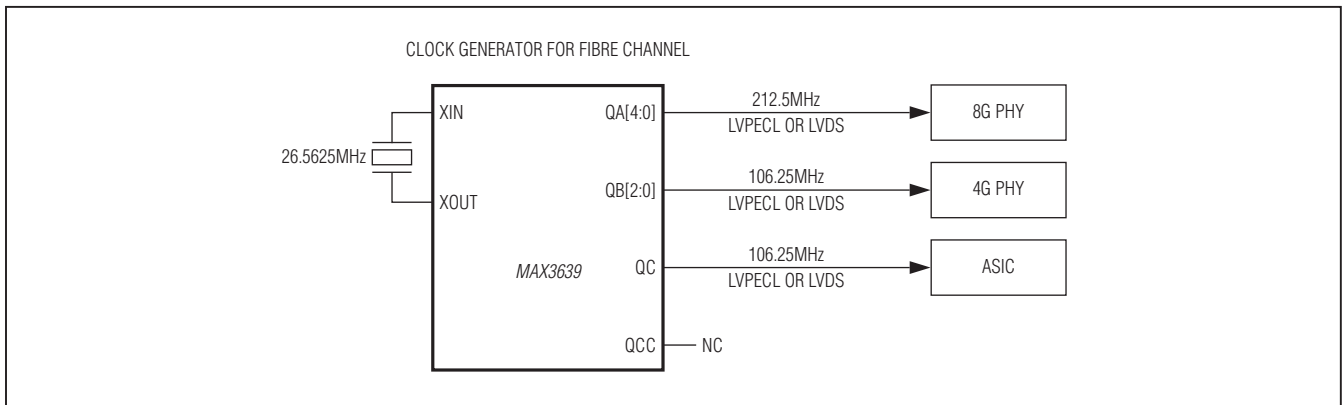 CLOCK GENERATOR FOR FIBRE CHANNEL
XIN
QA[4:0]
212.5MHz
LVPECL OR LVDS
8G PHY
26.5625MHz
XOUT
QB[2:0]
106.25MHz
LVPECL OR LVDS
4G PHY
MAX3639
QC
106.25MHz
LVPECL OR LVDS
ASIC
QCC
NC